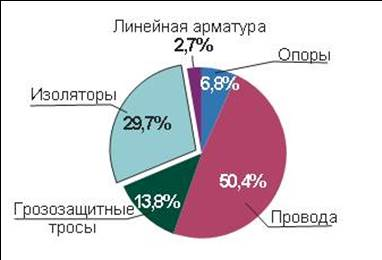 Линейная арматура
2,7%
Опоры
6,8%
Изоляторы
29,7%
50,4%
13,8%
Грозозащитные
тросы
Провода